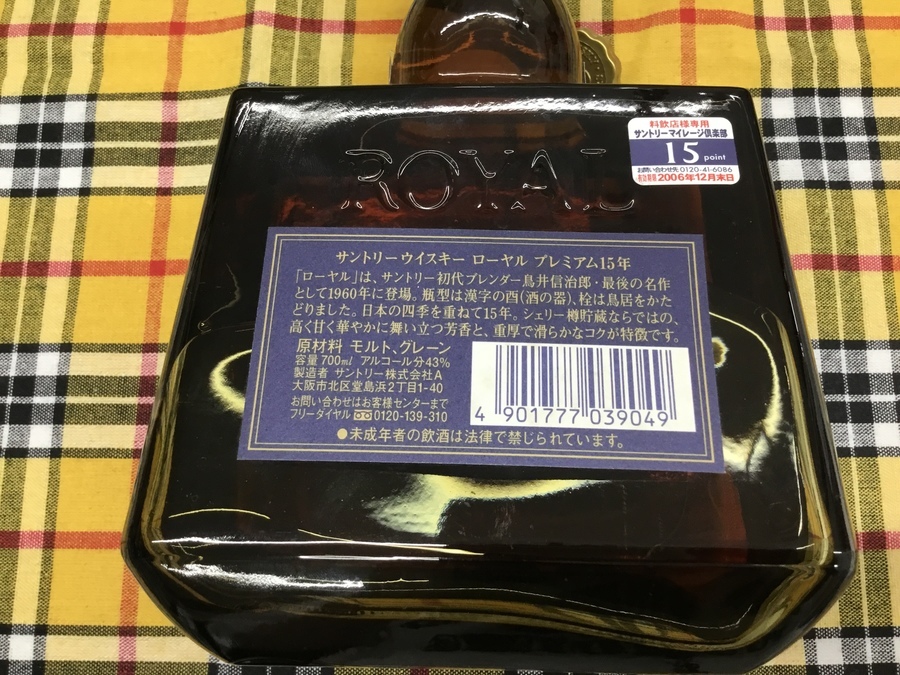 料飲店様専用
サントリーマイレージ倶楽部
15 point
お問い合わせ先 0120-41-6086
応募期限 2006年12月末日
ROYAL
サントリーウイスキー ローヤル プレミアム15年
「ローヤル」は、サントリー初代ブレンダー鳥井信治郎・最後の名作
として1960年に登場。瓶型は漢字の酉(酒の器)、栓は鳥居をかた
どりました。日本の四季を重ねて15年。シェリー樽貯蔵ならではの、
高く甘く華やかに舞い立つ芳香と、重厚で滑らかなコクが特徴です。
原材料 モルト、グレーン
容量 700ml アルコール分43%
製造者 サントリー株式会社A
大阪市北区堂島浜2丁目1-40
お問い合わせはお客様センターまで
フリーダイヤル 0120-139-310
4 901777 039049
●未成年者の飲酒は法律で禁じられています。